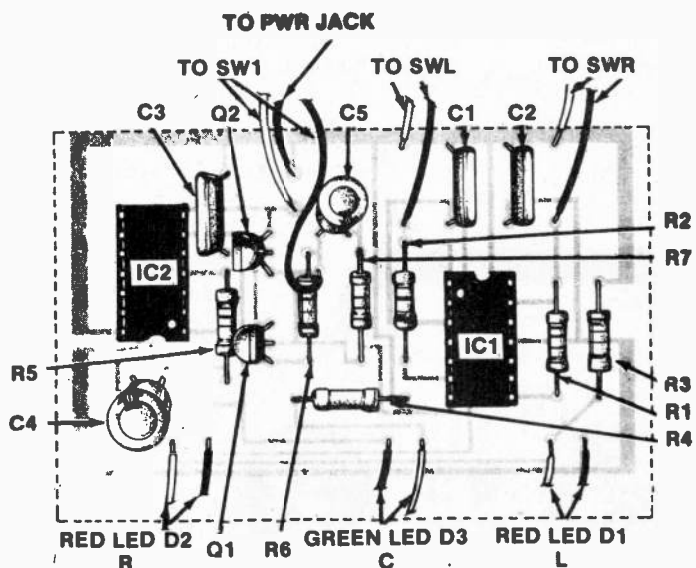 TO PWR JACK
TO SW1
TO SWL
TO SWR
C3
Q2
C5
C1
C2
R2
R7
IC2
IC1
R5
R3
R1
C4
R4
RED LED D2
R
Q1
R6
GREEN LED D3
C
RED LED D1
L